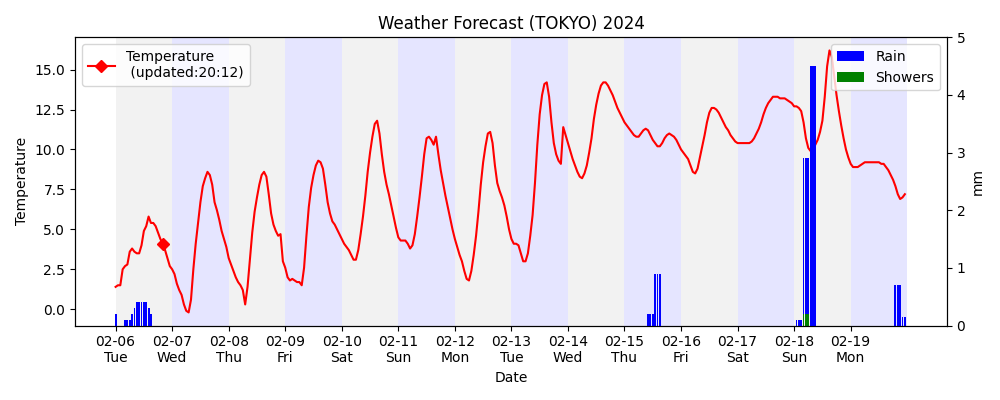 Weather Forecast (TOKYO) 2024
Temperature
(updated:20:12)
Rain
Showers
Temperature
15.0
12.5
10.0
7.5
5.0
2.5
0.0
5
4
3
2
1
0
mm
02-06 02-07 02-08 02-09 02-10 02-11 02-12 02-13 02-14 02-15 02-16 02-17 02-18 02-19
Tue Wed Thu Fri Sat Sun Mon Tue Wed Thu Fri Sat Sun Mon
Date